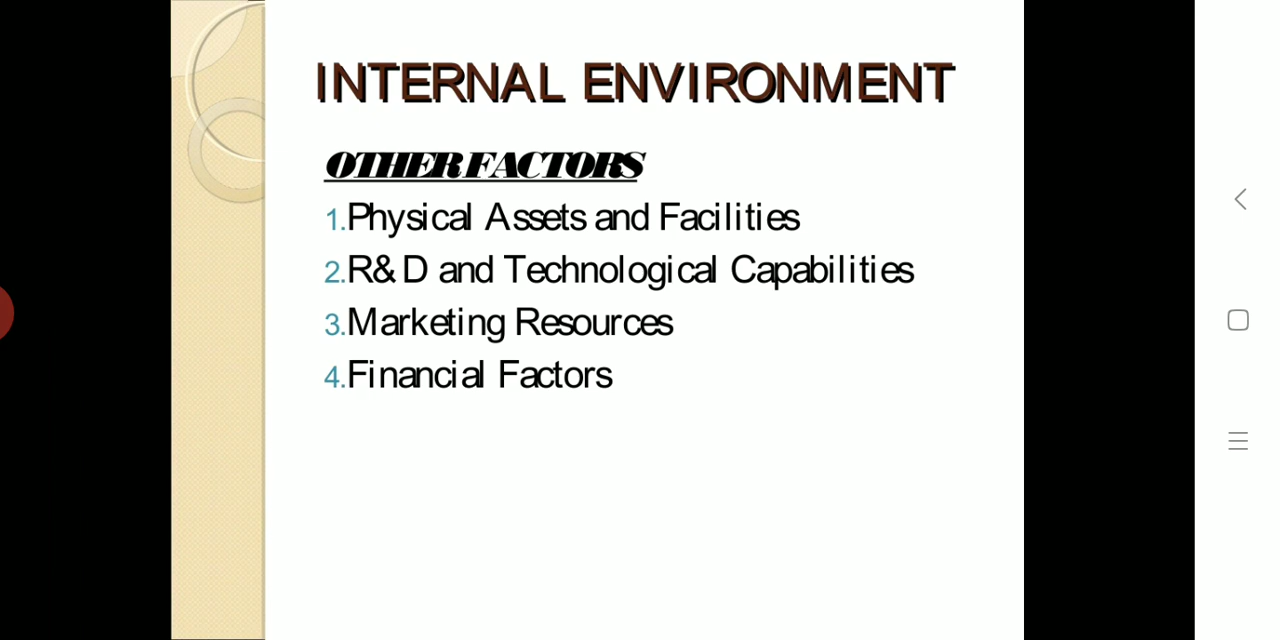 INTERNAL ENVIRONMENT
OTHER FACTORS
1.Physical Assets and Facilities
2.R& D and Technological Capabilities
3.Marketing Resources
4.Financial Factors